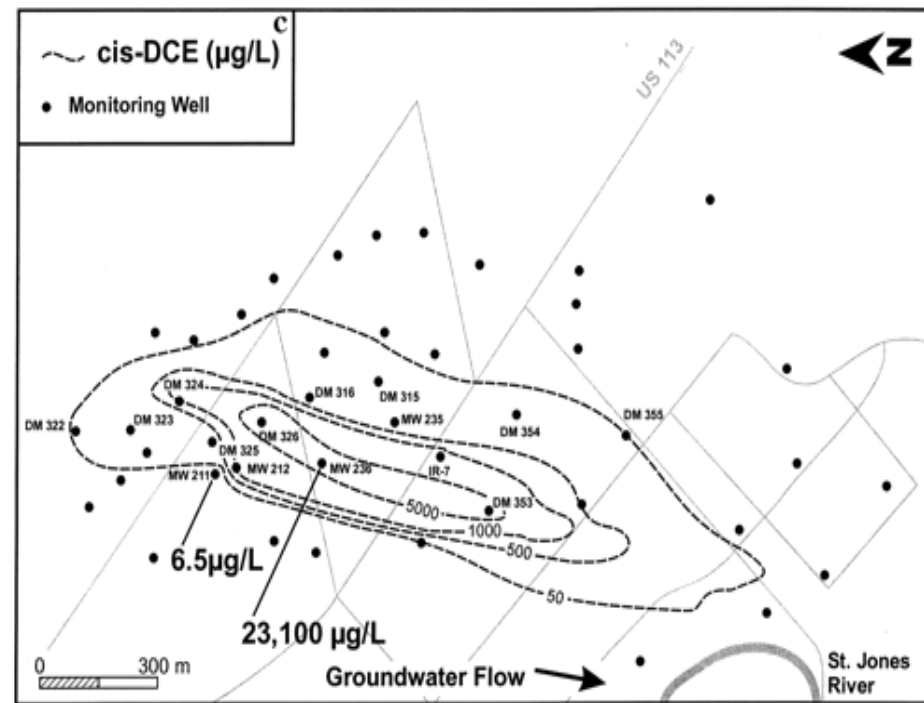 c
cis-DCE (µg/L)
Monitoring Well
N
US 113
DM 324
DM 316
DM 315
DM 322
DM 323
DM 326
MW 235
DM 354
DM 355
DM 325
MW 211
MW 212
MW 236
IR-7
DM 353
5000
1000
500
50
6.5µg/L
23,100 µg/L
0 300 m
Groundwater Flow
St. Jones
River